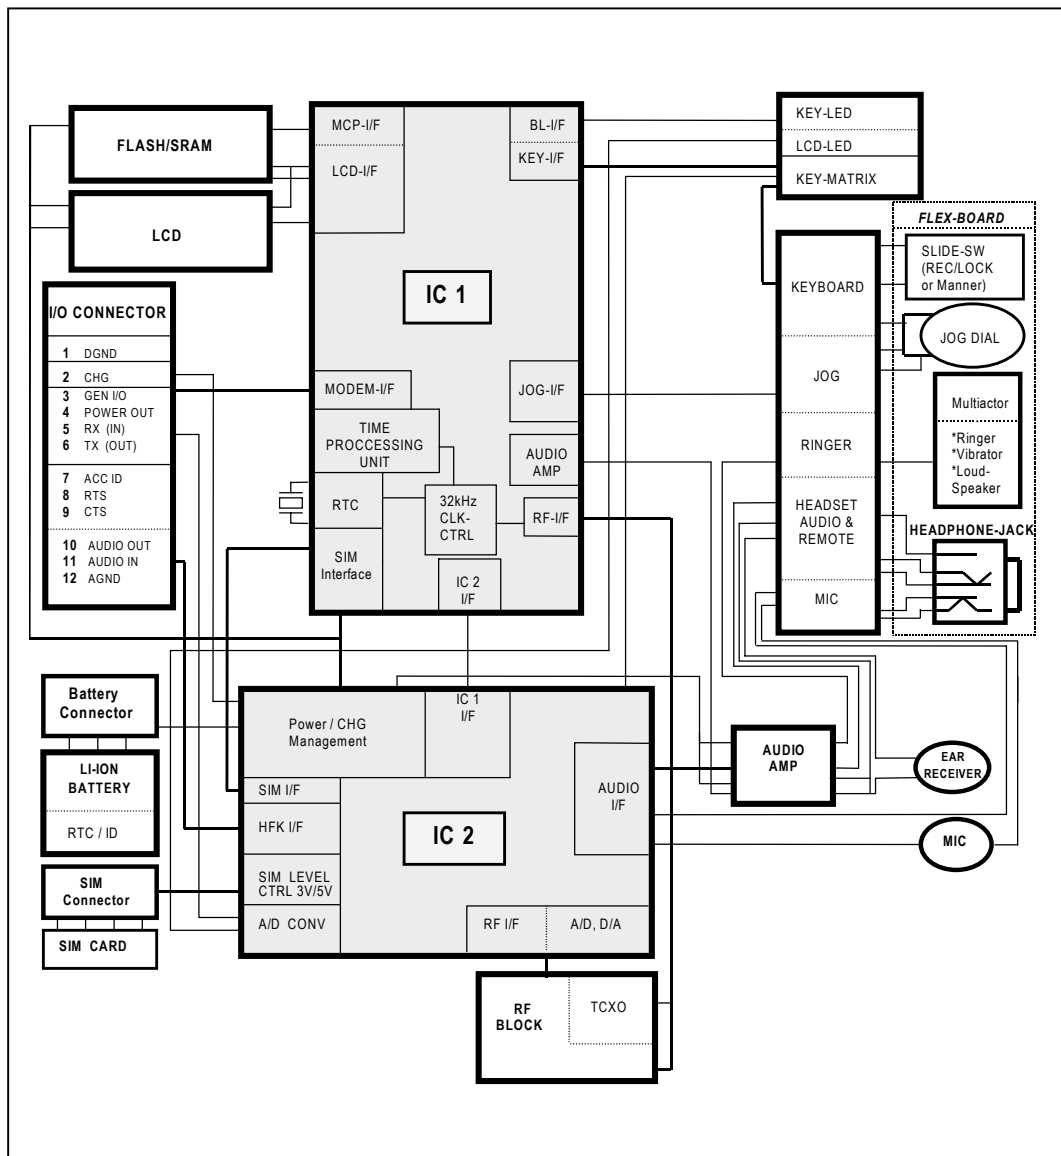 FLASH/SRAM
LCD
MCP-I/F
LCD-I/F
BL-I/F
KEY-I/F
IC 1
MODEM-I/F
TIME
PROCCESSING
UNIT
RTC
SIM
Interface
32kHz
CLK-
CTRL
JOG-I/F
AUDIO
AMP
RF-I/F
IC 2
I/F
KEY-LED
LCD-LED
KEY-MATRIX
FLEX-BOARD
SLIDE-SW
(REC/LOCK
or Manner)
JOG DIAL
Multiactor
*Ringer
*Vibrator
*Loud-
Speaker
HEADPHONE-JACK
KEYBOARD
JOG
RINGER
HEADSET
AUDIO &
REMOTE
MIC
I/O CONNECTOR
1 DGND
2 CHG
3 GEN I/O
4 POWER OUT
5 RX (IN)
6 TX (OUT)
7 ACC ID
8 RTS
9 CTS
10 AUDIO OUT
11 AUDIO IN
12 AGND
Battery
Connector
LI-ION
BATTERY
RTC / ID
SIM
Connector
SIM CARD
Power / CHG
Management
IC 1
I/F
SIM I/F
HFK I/F
SIM LEVEL
CTRL 3V/5V
A/D CONV
IC 2
AUDIO
I/F
RF I/F
A/D, D/A
AUDIO
AMP
EAR
RECEIVER
MIC
RF
BLOCK
TCXO